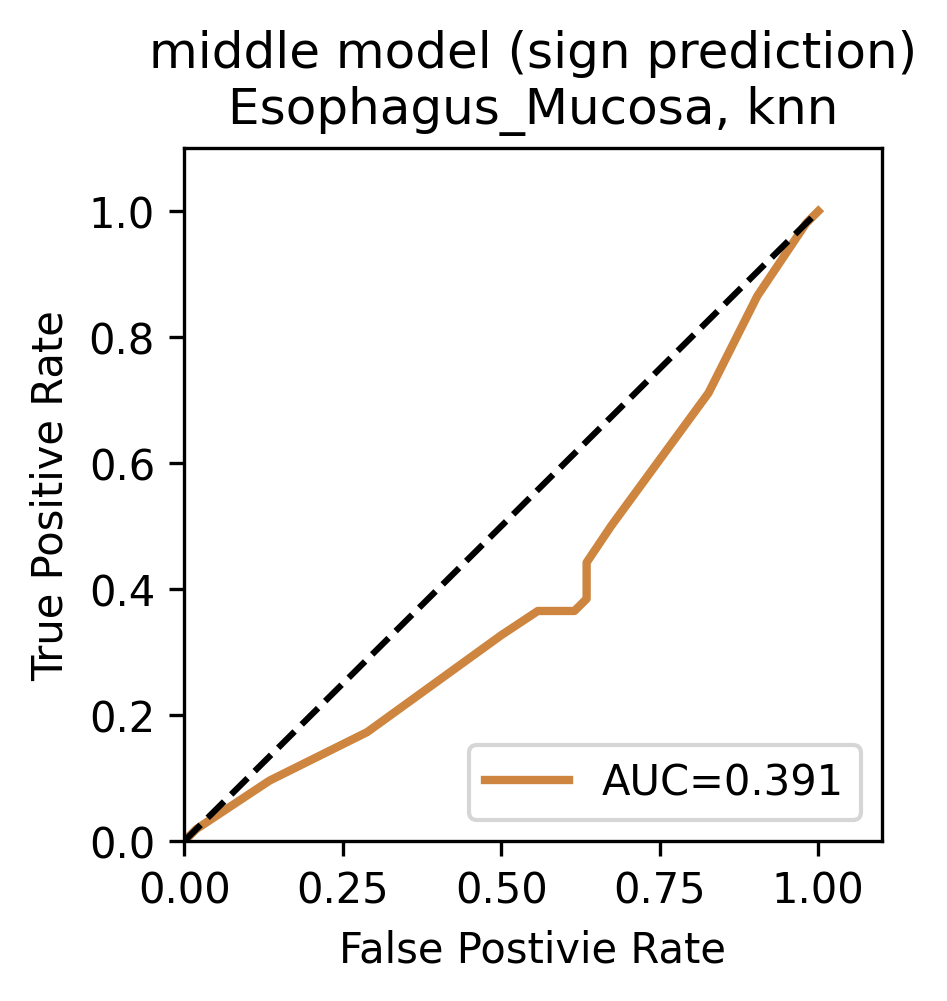 middle model (sign prediction)
Esophagus_Mucosa, knn
True Positive Rate
1.0
0.8
0.6
0.4
0.2
0.0
AUC=0.391
0.00 0.25 0.50 0.75 1.00
False Postivie Rate